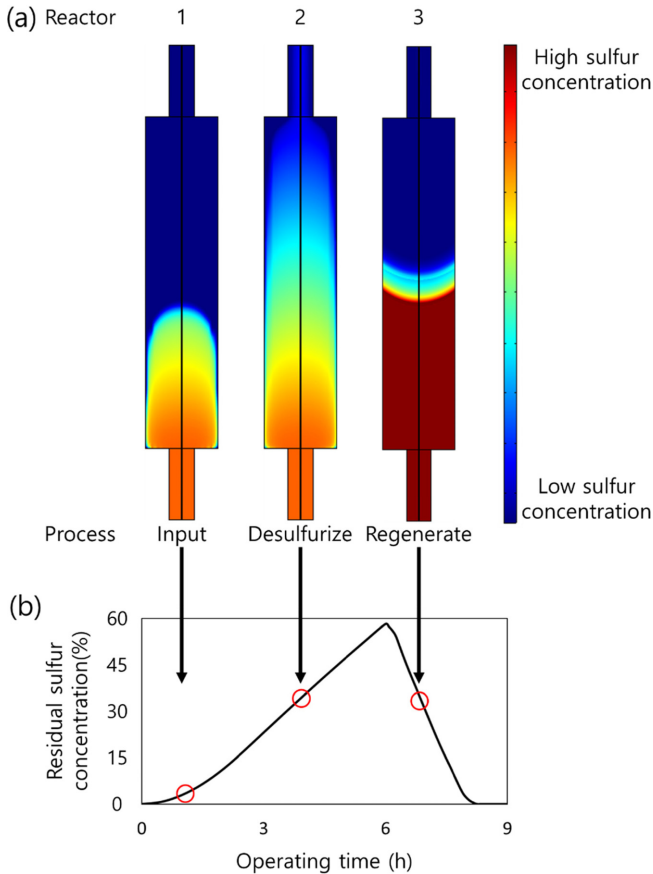 (a) Reactor 1 2 3
High sulfur
concentration
Low sulfur
concentration
Process Input Desulfurize Regenerate
(b)
Residual sulfur
concentration(%)
60
45
30
15
0
0 3 6 9
Operating time (h)